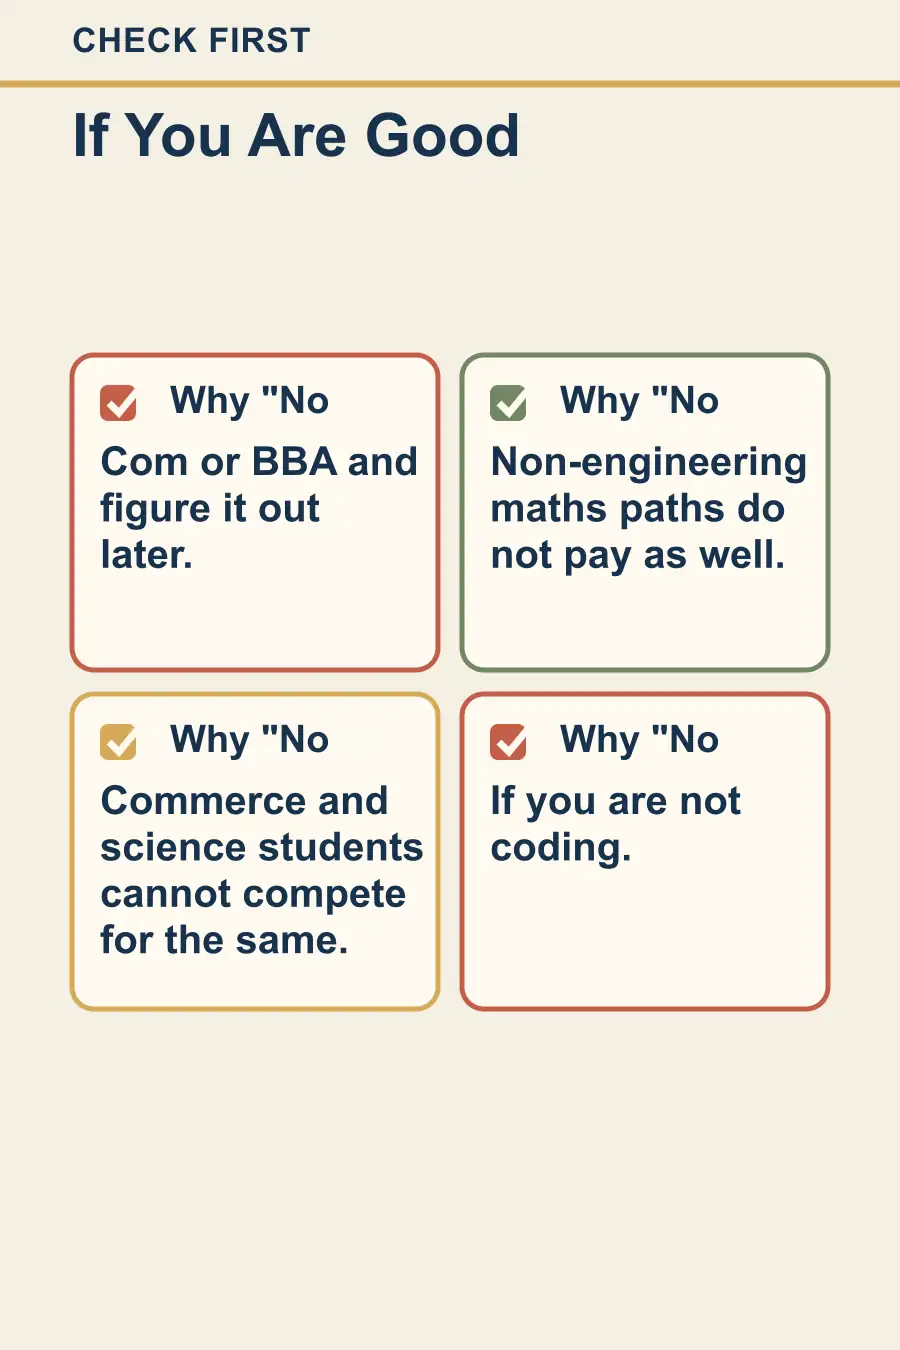 CHECK FIRST
If You Are Good
Why "No
Com or BBA and
figure it out
later.
Why "No
Non-engineering
maths paths do
not pay as well.
Why "No
Commerce and
science students
cannot compete
for the same.
Why "No
If you are not
coding.